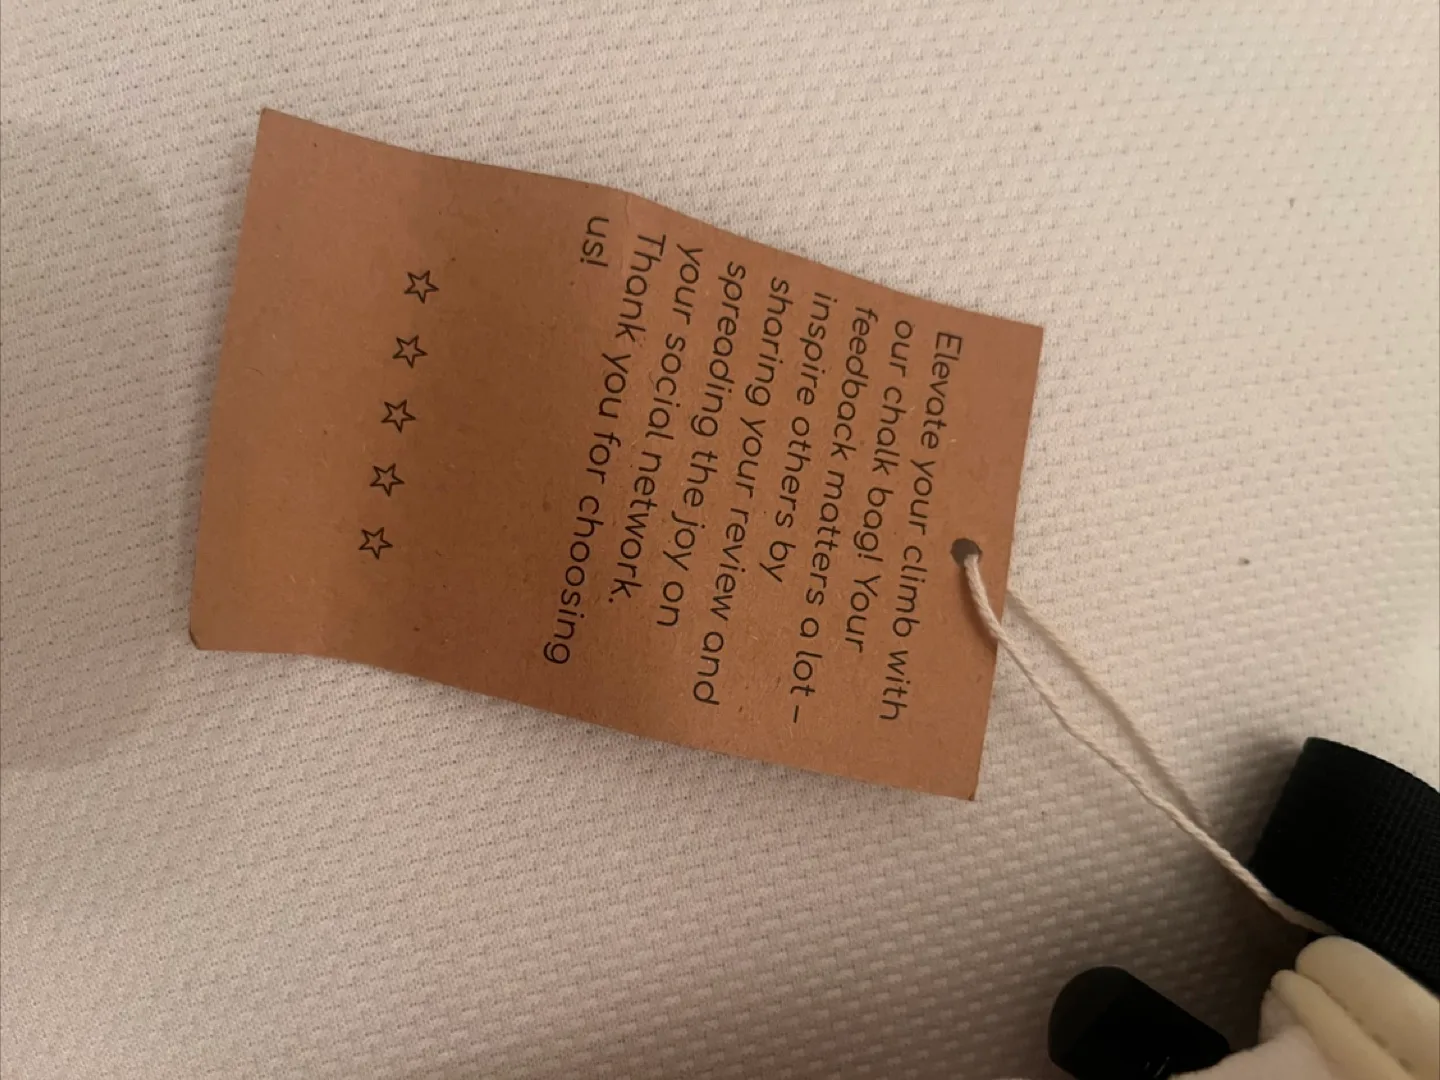 Elevate your climb with
our chalk bag! Your
feedback matters a lot –
inspire others by
sharing your review and
spreading the joy on
your social network.
Thank you for choosing
us!